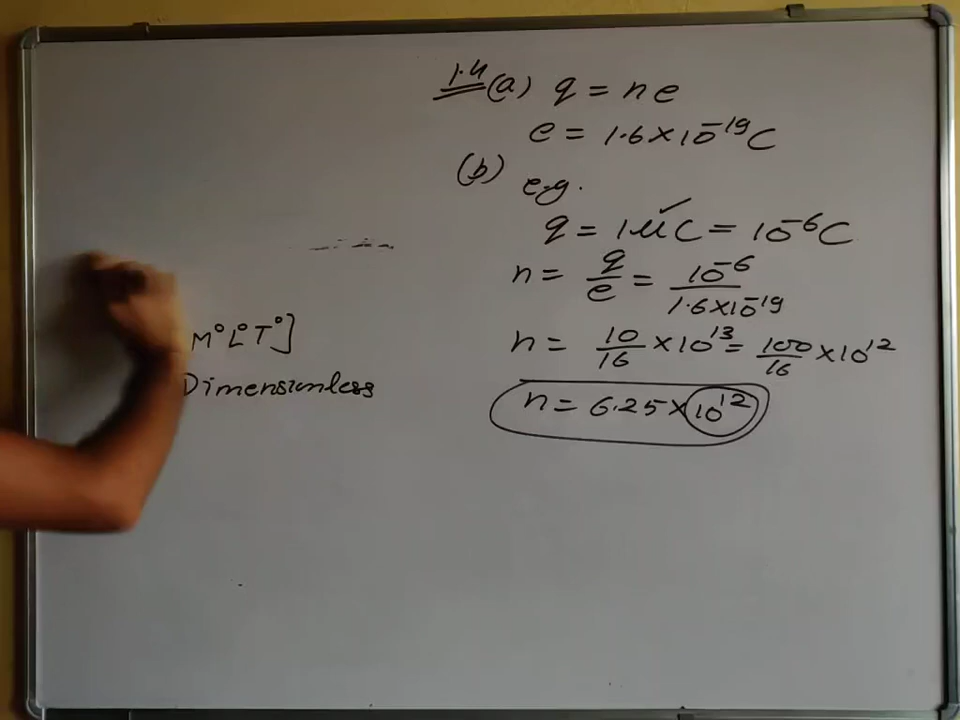 1.4 (a) q = ne
e = 1.6×10⁻¹⁹C
(b) e.g.
q = 1μC = 10⁻⁶C
n = q/e = 10⁻⁶/1.6×10⁻¹⁹
n = 10/16 ×10¹³ = 100/16 ×10¹²
n = 6.25×10¹²
M⁰L⁰T⁰]
Dimensionless